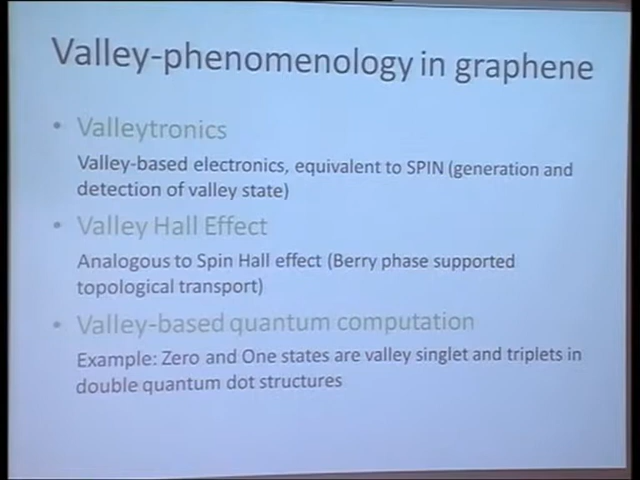 Valley-phenomenology in graphene
• Valleytronics
Valley-based electronics, equivalent to SPIN (generation and
detection of valley state)
• Valley Hall Effect
Analogous to Spin Hall effect (Berry phase supported
topological transport)
• Valley-based quantum computation
Example: Zero and One states are valley singlet and triplets in
double quantum dot structures